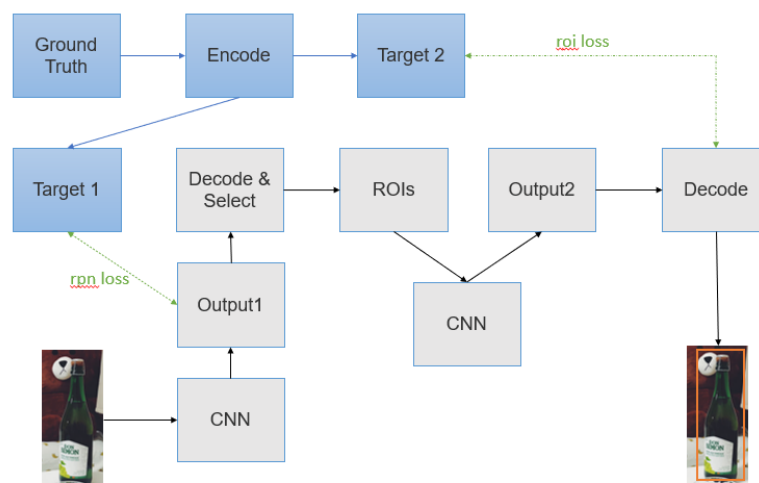 Ground
Truth
Encode
Target 2
roi loss
Target 1
Decode &
Select
ROIs
Output2
Decode
rpn loss
Output1
CNN
CNN